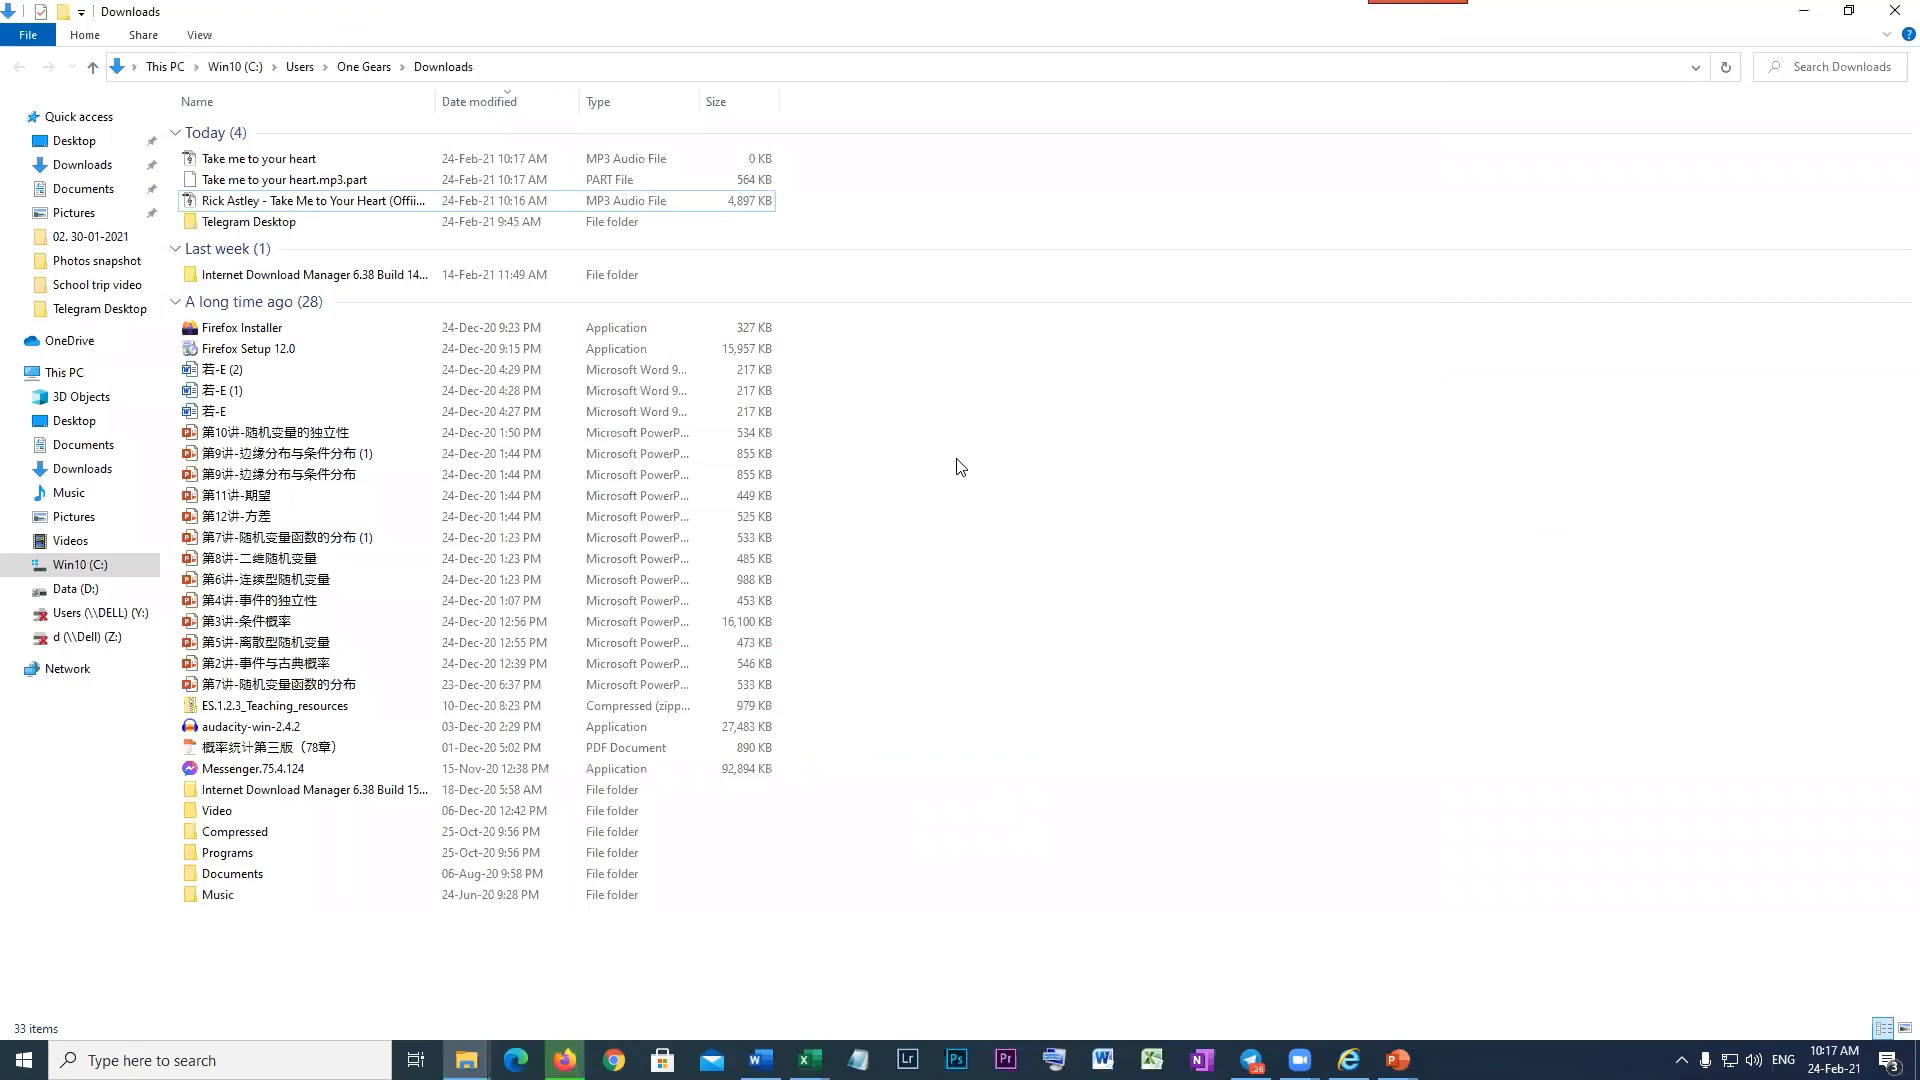 Downloads
File Home Share View
This PC Win10 (C:) Users One Gears Downloads
Search Downloads
Name Date modified Type Size
Quick access
Desktop
Downloads
Documents
Pictures
02. 30-01-2021
Photos snapshot
School trip video
Telegram Desktop
OneDrive
This PC
3D Objects
Desktop
Documents
Downloads
Music
Pictures
Videos
Win10 (C:)
Data (D:)
Users (\\DELL) (Y:)
d (\\Dell) (Z:)
Network
Today (4)
Take me to your heart 24-Feb-21 10:17 AM MP3 Audio File 0 KB
Take me to your heart.mp3.part 24-Feb-21 10:17 AM PART File 564 KB
Rick Astley - Take Me to Your Heart (Offii... 24-Feb-21 10:16 AM MP3 Audio File 4,897 KB
Telegram Desktop 24-Feb-21 9:45 AM File folder
Last week (1)
Internet Download Manager 6.38 Build 14... 14-Feb-21 11:49 AM File folder
A long time ago (28)
Firefox Installer 24-Dec-20 9:23 PM Application 327 KB
Firefox Setup 12.0 24-Dec-20 9:15 PM Application 15,957 KB
若-E (2) 24-Dec-20 4:29 PM Microsoft Word 9... 217 KB
若-E (1) 24-Dec-20 4:28 PM Microsoft Word 9... 217 KB
若-E 24-Dec-20 4:27 PM Microsoft Word 9... 217 KB
第10讲-随机变量的独立性 24-Dec-20 1:50 PM Microsoft PowerP... 534 KB
第9讲-边缘分布与条件分布 (1) 24-Dec-20 1:44 PM Microsoft PowerP... 855 KB
第9讲-边缘分布与条件分布 24-Dec-20 1:44 PM Microsoft PowerP... 855 KB
第11讲-期望 24-Dec-20 1:44 PM Microsoft PowerP... 449 KB
第12讲-方差 24-Dec-20 1:44 PM Microsoft PowerP... 525 KB
第7讲-随机变量函数的分布 (1) 24-Dec-20 1:23 PM Microsoft PowerP... 533 KB
第8讲-二维随机变量 24-Dec-20 1:23 PM Microsoft PowerP... 485 KB
第6讲-连续型随机变量 24-Dec-20 1:23 PM Microsoft PowerP... 988 KB
第4讲-事件的独立性 24-Dec-20 1:07 PM Microsoft PowerP... 453 KB
第3讲-条件概率 24-Dec-20 12:56 PM Microsoft PowerP... 16,100 KB
第5讲-离散型随机变量 24-Dec-20 12:55 PM Microsoft PowerP... 473 KB
第2讲-事件与古典概率 24-Dec-20 12:39 PM Microsoft PowerP... 546 KB
第7讲-随机变量函数的分布 23-Dec-20 6:37 PM Microsoft PowerP... 533 KB
ES.1.2.3_Teaching_resources 10-Dec-20 8:23 PM Compressed (zipp... 979 KB
audacity-win-2.4.2 03-Dec-20 2:29 PM Application 27,483 KB
概率统计第三版（78章） 01-Dec-20 5:02 PM PDF Document 890 KB
Messenger.75.4.124 15-Nov-20 12:38 PM Application 92,894 KB
Internet Download Manager 6.38 Build 15... 18-Dec-20 5:58 AM File folder
Video 06-Dec-20 12:42 PM File folder
Compressed 25-Oct-20 9:56 PM File folder
Programs 25-Oct-20 9:56 PM File folder
Documents 06-Aug-20 9:58 PM File folder
Music 24-Jun-20 9:28 PM File folder
33 items
Type here to search
Lr Ps Pr
26
ENG
10:17 AM
24-Feb-21
3